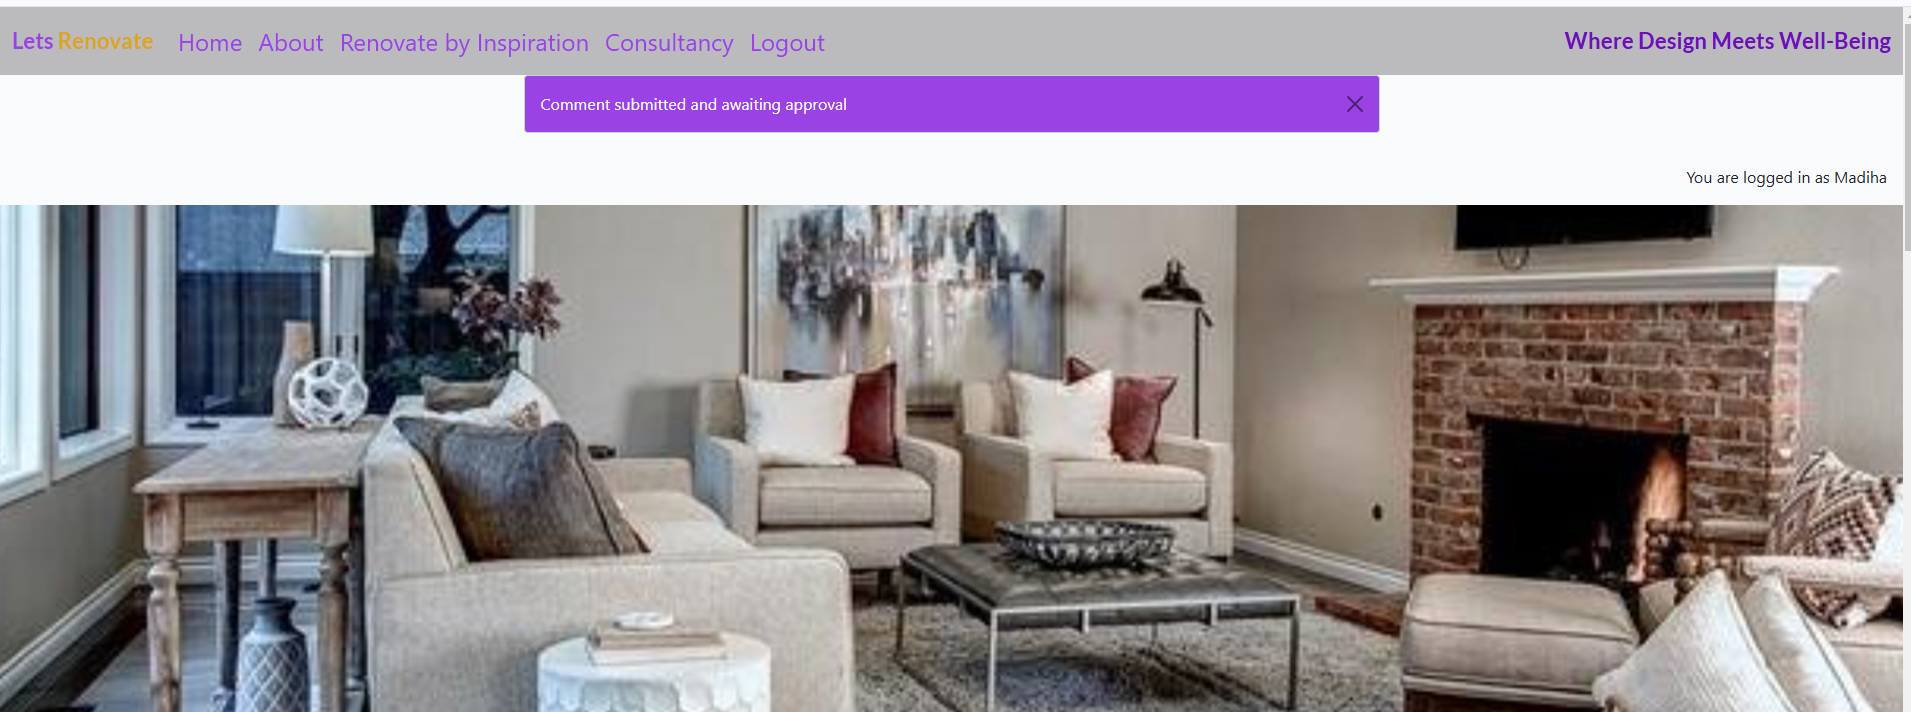 Lets Renovate Home About Renovate by Inspiration Consultancy Logout Where Design Meets Well-Being
Comment submitted and awaiting approval
You are logged in as Madiha